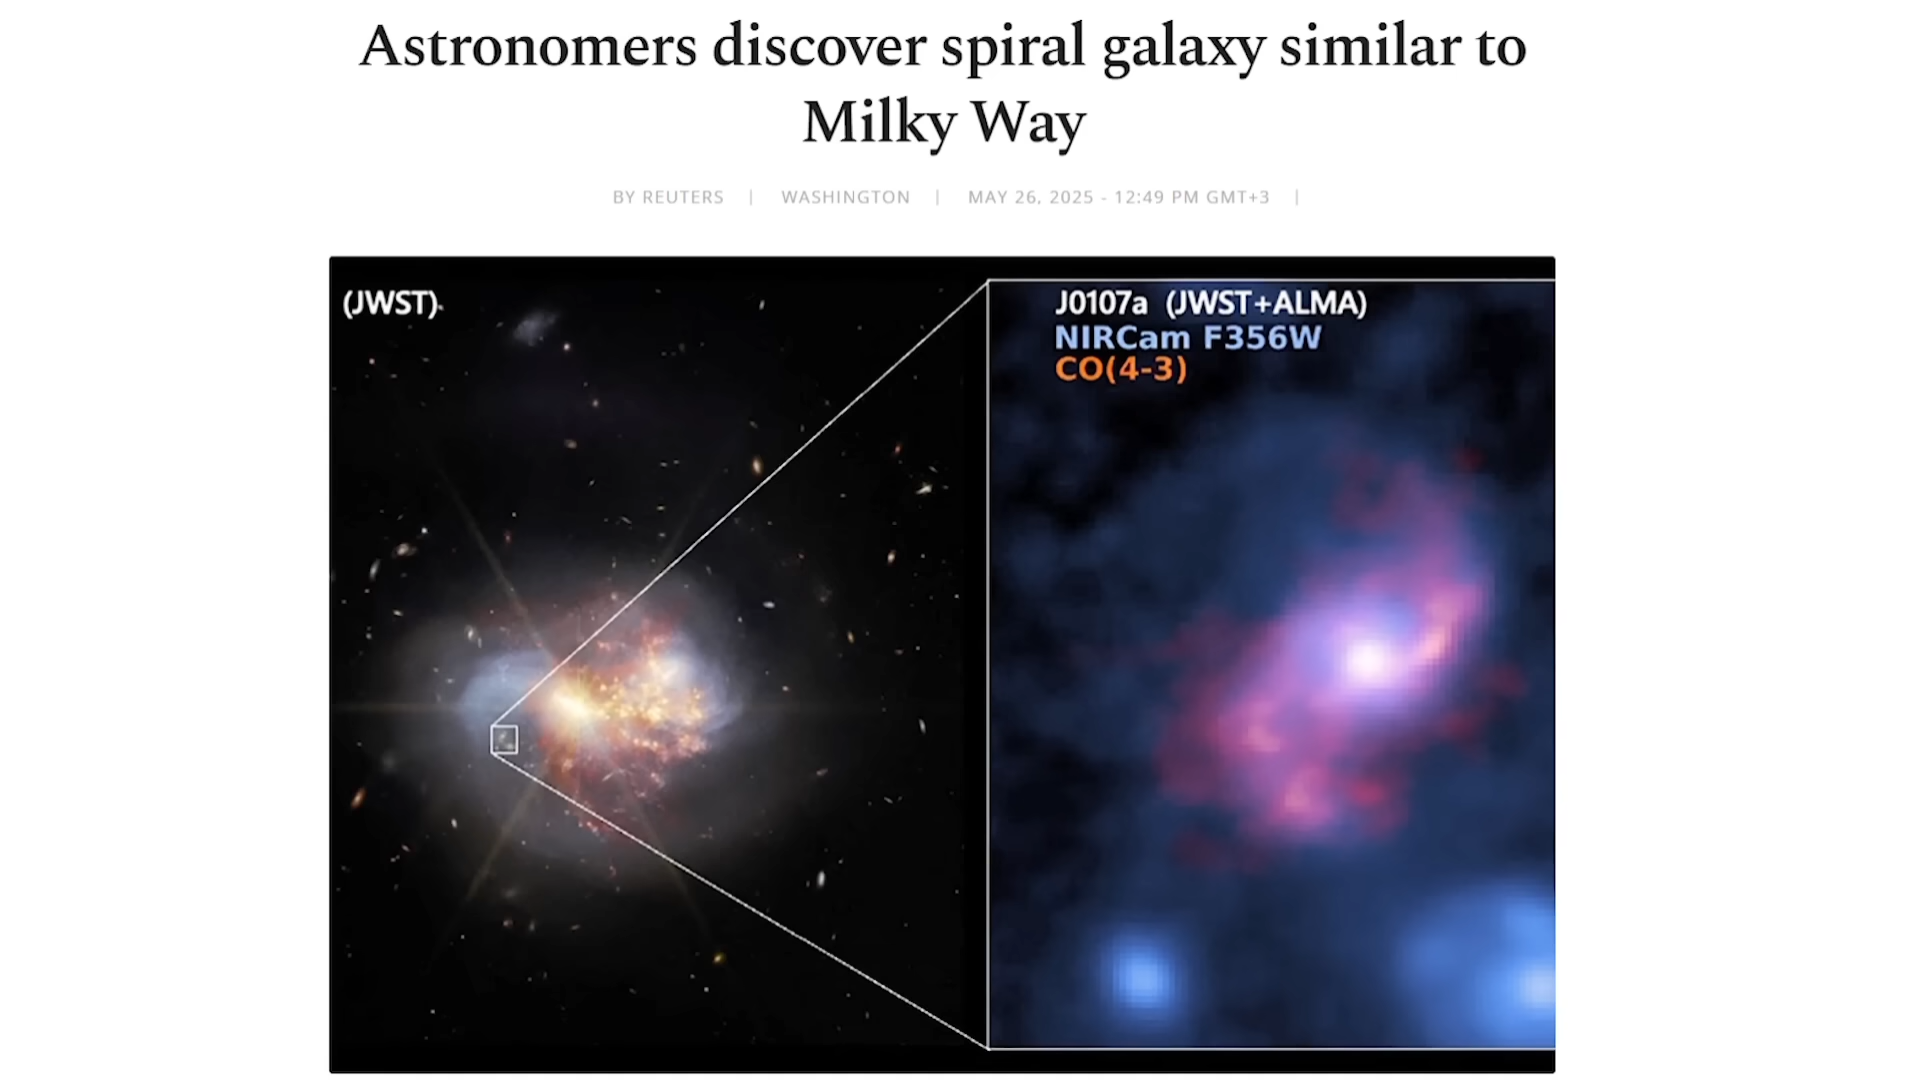 Astronomers discover spiral galaxy similar to
Milky Way
BY REUTERS | WASHINGTON | MAY 26, 2025 - 12:49 PM GMT+3 |
(JWST)
J0107a (JWST+ALMA)
NIRCam F356W
CO(4-3)